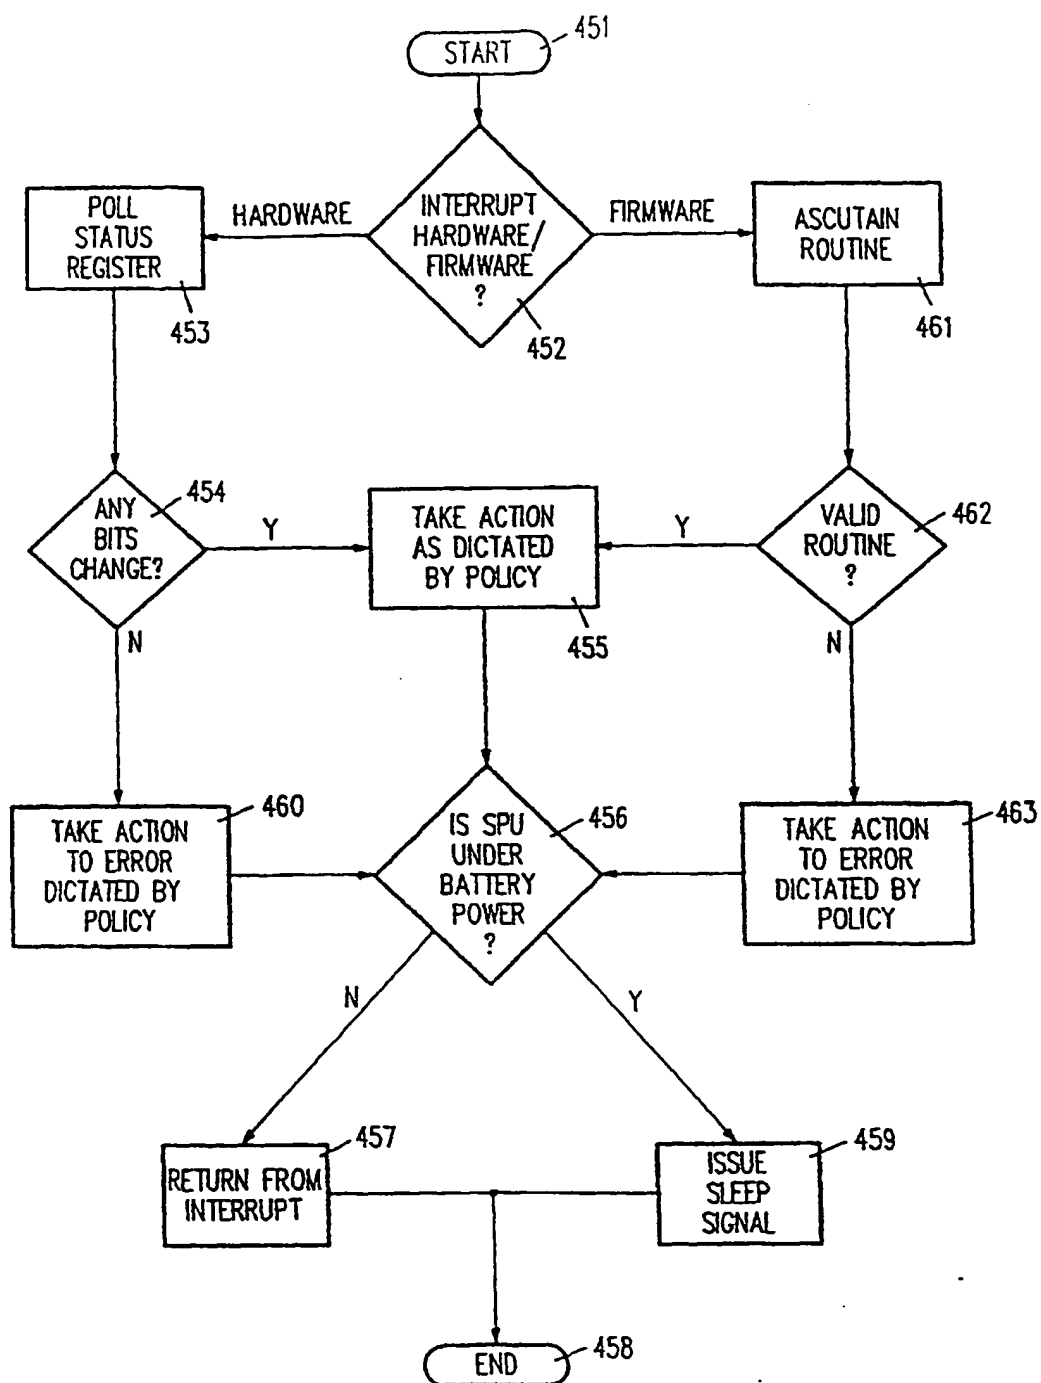 START
451
INTERRUPT
HARDWARE/
FIRMWARE
?
452
HARDWARE
FIRMWARE
POLL
STATUS
REGISTER
453
ASCUTAIN
ROUTINE
461
ANY
BITS
CHANGE?
454
Y
N
TAKE ACTION
AS DICTATED
BY POLICY
455
VALID
ROUTINE
?
462
Y
N
TAKE ACTION
TO ERROR
DICTATED BY
POLICY
460
IS SPU
UNDER
BATTERY
POWER
?
456
TAKE ACTION
TO ERROR
DICTATED BY
POLICY
463
N
Y
RETURN FROM
INTERRUPT
457
ISSUE
SLEEP
SIGNAL
459
END
458